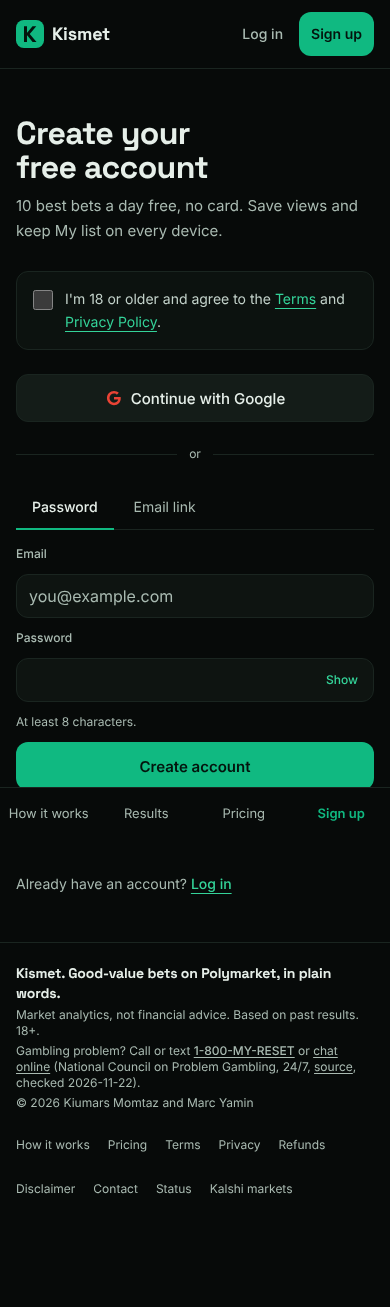 K Kismet Log in Sign up
Create your
free account
10 best bets a day free, no card. Save views and
keep My list on every device.
I'm 18 or older and agree to the Terms and
Privacy Policy.
G Continue with Google
or
Password Email link
Email
you@example.com
Password
Show
At least 8 characters.
Create account
How it works Results Pricing Sign up
Already have an account? Log in
Kismet. Good-value bets on Polymarket, in plain
words.
Market analytics, not financial advice. Based on past results.
18+.
Gambling problem? Call or text 1-800-MY-RESET or chat
online (National Council on Problem Gambling, 24/7, source,
checked 2026-11-22).
© 2026 Kiumars Momtaz and Marc Yamin
How it works Pricing Terms Privacy Refunds
Disclaimer Contact Status Kalshi markets